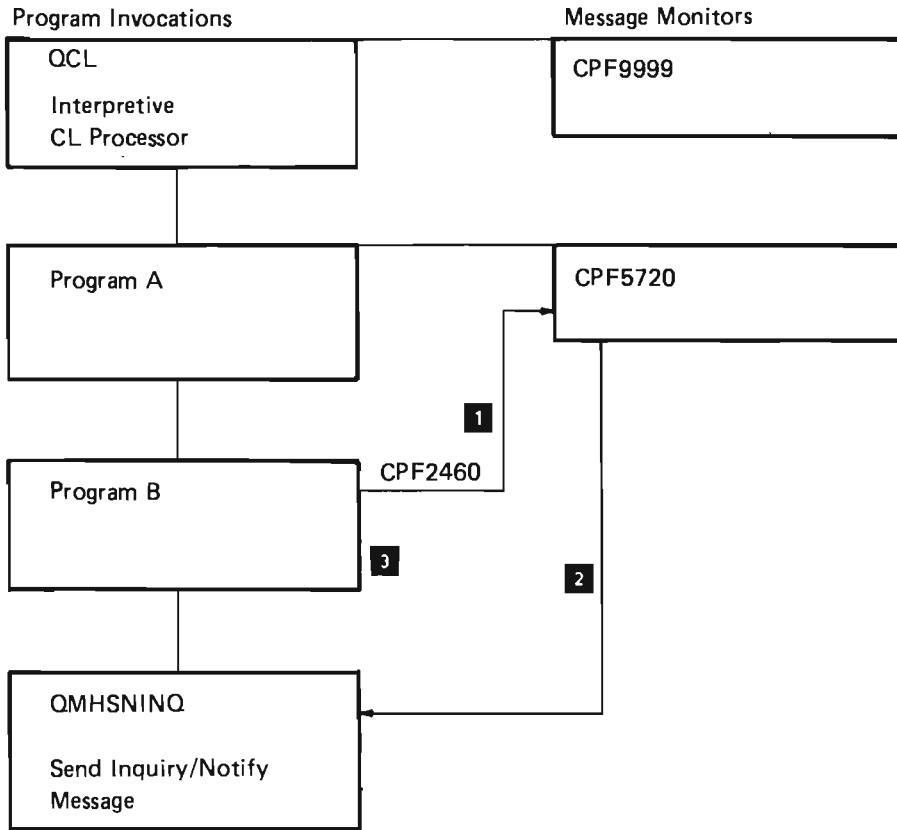 Program Invocations
Message Monitors
QCL
Interpretive
CL Processor
CPF9999
Program A
CPF5720
1
CPF2460
Program B
3
2
QMHSNINQ
Send Inquiry/Notify
Message